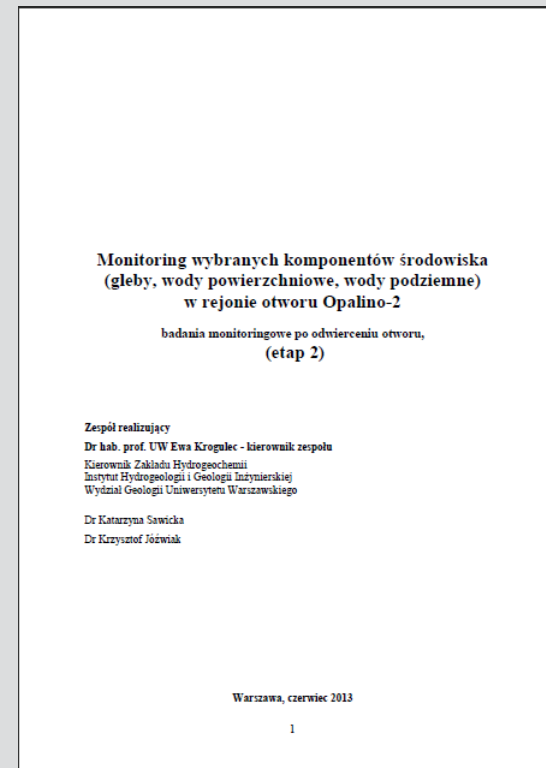 Monitoring wybranych komponentów środowiska
(gleby, wody powierzchniowe, wody podziemne)
w rejonie otworu Opalino-2
badania monitoringowe po odwierceniu otworu,
(etap 2)
Zespół realizujący
Dr hab. prof. UW Ewa Krogulec - kierownik zespołu
Kierownik Zakładu Hydrogeochemii
Instytut Hydrogeologii i Geologii Inżynierskiej
Wydział Geologii Uniwersytetu Warszawskiego
Dr Katarzyna Sawicka
Dr Krzysztof Jóźwiak
Warszawa, czerwiec 2013
1